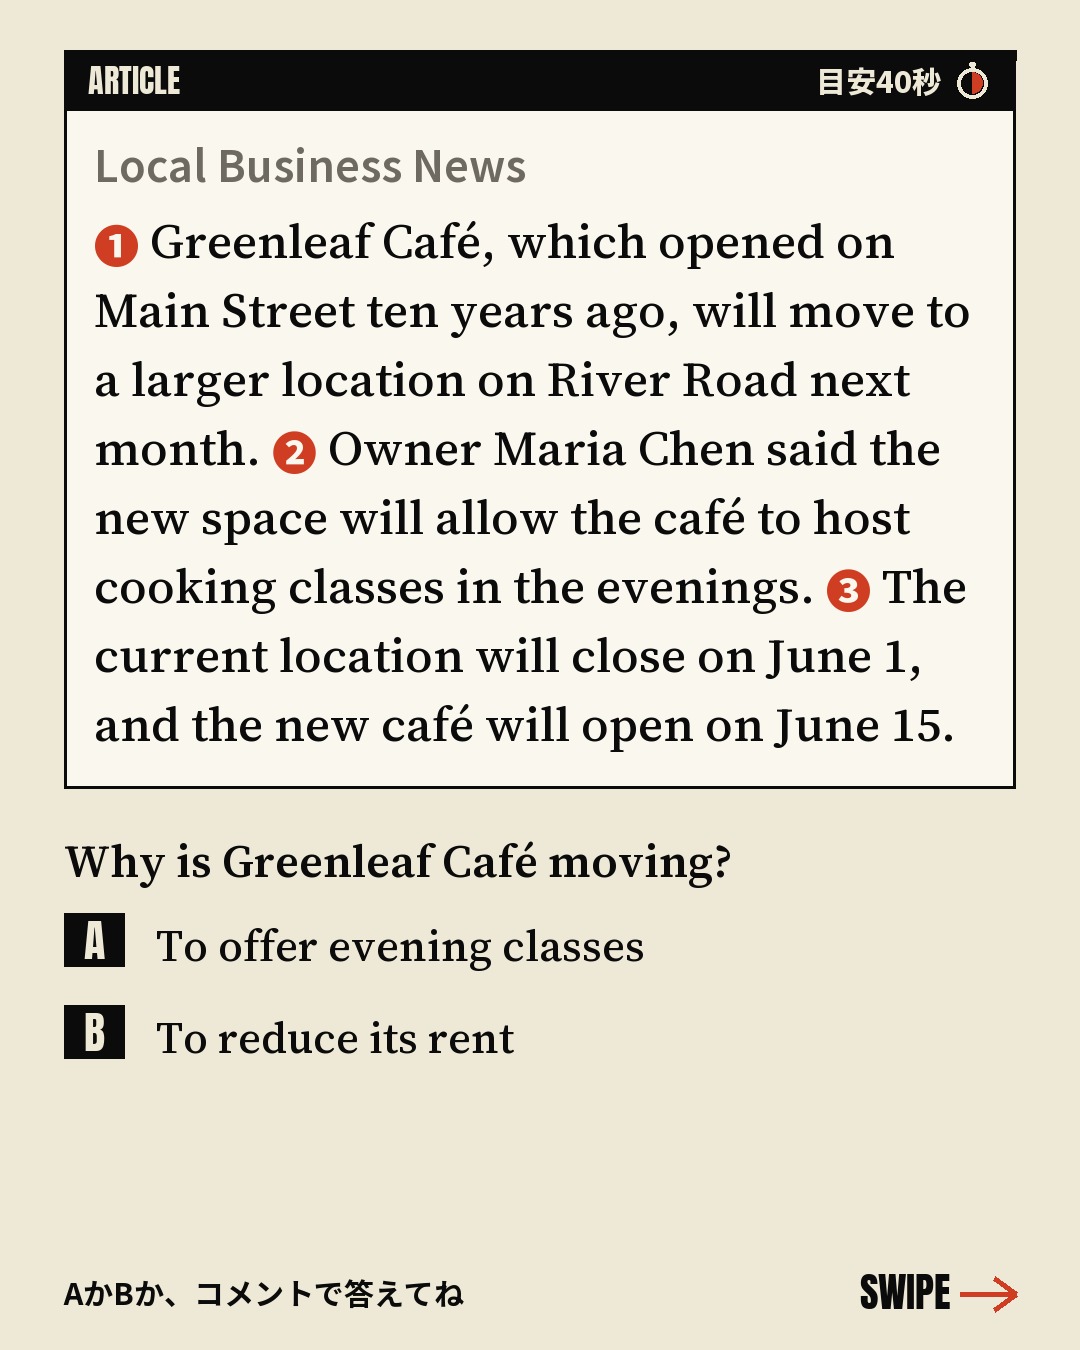 ARTICLE
目安40秒
Local Business News
❶ Greenleaf Café, which opened on
Main Street ten years ago, will move to
a larger location on River Road next
month. ❷ Owner Maria Chen said the
new space will allow the café to host
cooking classes in the evenings. ❸ The
current location will close on June 1,
and the new café will open on June 15.
Why is Greenleaf Café moving?
A To offer evening classes
B To reduce its rent
AかBか、コメントで答えてね
SWIPE